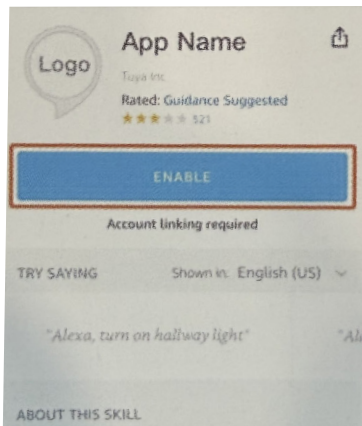 Logo
App Name
Tuya Inc.
Rated: Guidance Suggested
521
ENABLE
Account linking required
TRY SAYING Shown in: English (US)
"Alexa, turn on hallway light" "Al
ABOUT THIS SKILL